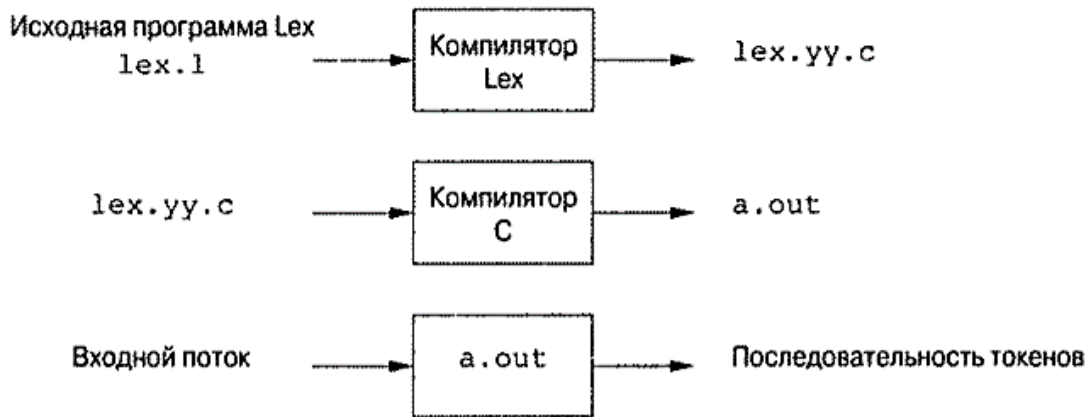 Исходная программа Lex
lex.l
Компилятор
Lex
lex.yy.c
lex.yy.c
Компилятор
C
a.out
Входной поток
a.out
Последовательность токенов